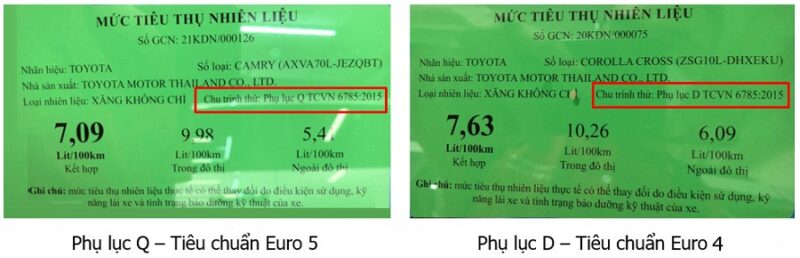 MỨC TIÊU THỤ NHIÊN LIỆU
Số GCN: 21KDN/000126
Nhãn hiệu: TOYOTA Số loại: CAMRY (AXVA70L-JEZQBT)
Nhà sản xuất: TOYOTA MOTOR THAILAND CO., LTD.
Loại nhiên liệu: XĂNG KHÔNG CHÌ Chu trình thử: Phụ lục Q TCVN 6785:2015
7,09 9,98 5,41
Lít/100km Lít/100km Lít/100km
Kết hợp Trong đô thị Ngoài đô thị
Ghi chú: mức tiêu thụ nhiên liệu thực tế có thể thay đổi do điều kiện sử dụng, kỹ
năng lái xe và tình trạng bảo dưỡng kỹ thuật của xe.
Phụ lục Q – Tiêu chuẩn Euro 5
MỨC TIÊU THỤ NHIÊN LIỆU
Số GCN: 20KDN/000075
Nhãn hiệu: TOYOTA Số loại: COROLLA CROSS (ZSG10L-DHXEKU)
Nhà sản xuất: TOYOTA MOTOR THAILAND CO., LTD.
Loại nhiên liệu: XĂNG KHÔNG CHÌ Chu trình thử: Phụ lục D TCVN 6785:2015
7,63 10,26 6,09
Lít/100km Lít/100km Lít/100km
Kết hợp Trong đô thị Ngoài đô thị
Ghi chú: mức tiêu thụ nhiên liệu thực tế có thể thay đổi do điều kiện sử dụng, kỹ
năng lái xe và tình trạng bảo dưỡng kỹ thuật của xe.
Phụ lục D – Tiêu chuẩn Euro 4